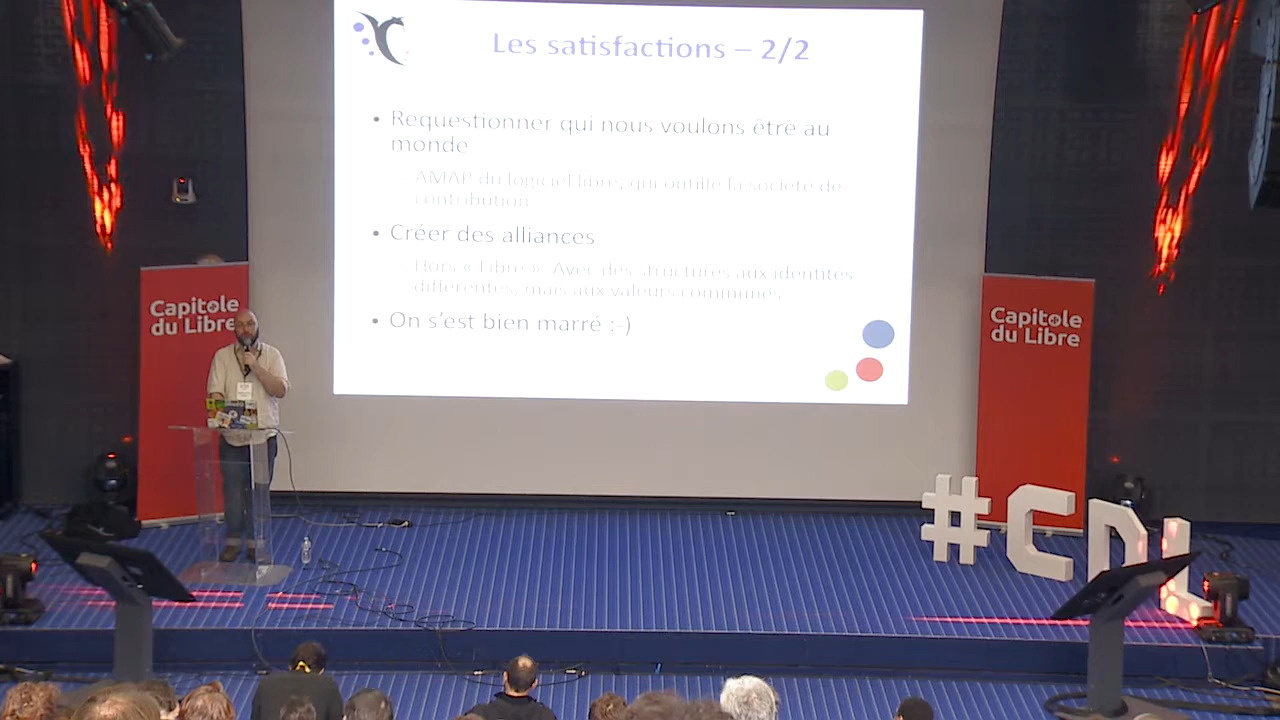 Les satisfactions – 2/2
• Requestionner qui nous voulons être au
monde
AMAP du logiciel libre, qui outille la société de
contribution
• Créer des alliances
Hors « Libre ». Avec des structures aux identités
différentes, mais aux valeurs communes.
• On s'est bien marré :-)
Capitole
du Libre
Capitole
du Libre
#CDL